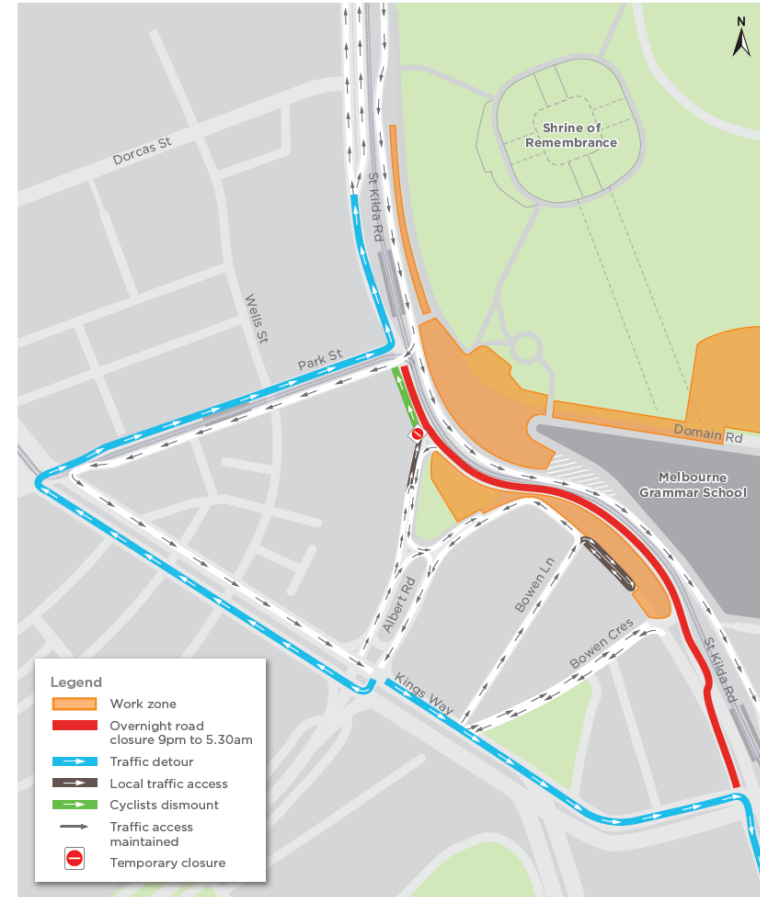 N
Shrine of
Remembrance
Dorcas St
St Kilda Rd
Wells St
Park St
Domain Rd
Melbourne
Grammar School
Albert Rd
Bowen Ln
Bowen Cres
St Kilda Rd
Kings Way
Legend
Work zone
Overnight road
closure 9pm to 5.30am
Traffic detour
Local traffic access
Cyclists dismount
Traffic access
maintained
Temporary closure